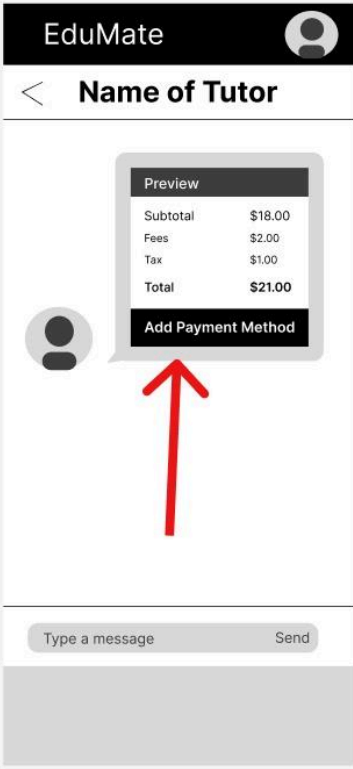 EduMate
< Name of Tutor
Preview
Subtotal $18.00
Fees $2.00
Tax $1.00
Total $21.00
Add Payment Method
Type a message Send